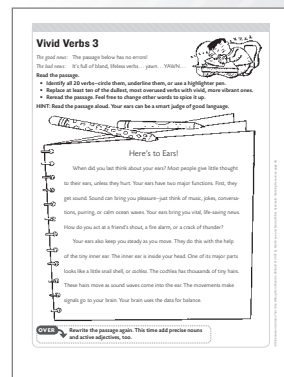 Vivid Verbs 3
The good news: The passage below has no errors!
The bad news: It's full of bland, lifeless verbs . . . yawn . . . YAWN. . .
Read the passage.
• Identify all 20 verbs–circle them, underline them, or use a highlighter pen.
• Replace at least ten of the dullest, most overused verbs with vivid, more vibrant ones.
• Reread the passage. Feel free to change other words to spice it up.
HINT: Read the passage aloud. Your ears can be a smart judge of good language.
Here's to Ears!
When did you last think about your ears? Most people give little thought
to their ears, unless they hurt. Your ears have two major functions. First, they
get sound. Sound can bring you pleasure—just think of music, jokes, conversa-
tions, purring, or calm ocean waves. Your ears bring you vital, life-saving news.
How do you act at a friend's shout, a fire alarm, or a crack of thunder?
Your ears also keep you steady as you move. They do this with the help
of the tiny inner ear. The inner ear is inside your head. One of its major parts
looks like a little snail shell, or cochlea. The cochlea has thousands of tiny hairs.
These hairs move as sound waves come into the ear. The movements make
signals go to your brain. Your brain uses the data for balance.
OVER
Rewrite the passage again. This time add precise nouns
and active adjectives, too.